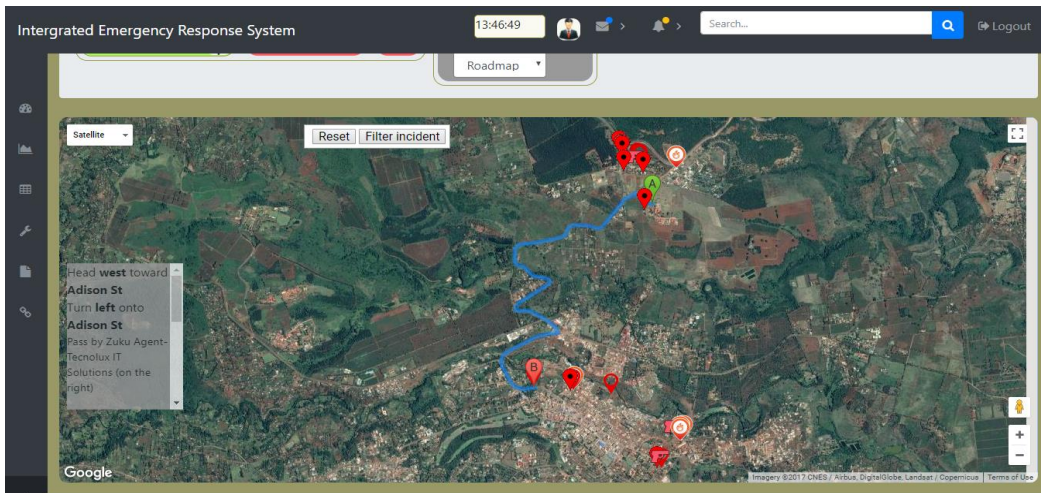 Intergrated Emergency Response System
13:46:49
Search...
Logout
Roadmap
Satellite
Reset
Filter incident
A
Head west toward
Adison St
Turn left onto
Adison St
Pass by Zuku Agent-
Tecnolux IT
Solutions (on the
right)
B
+
−
Google
Imagery ©2017 CNES / Airbus, DigitalGlobe, Landsat / Copernicus
Terms of Use